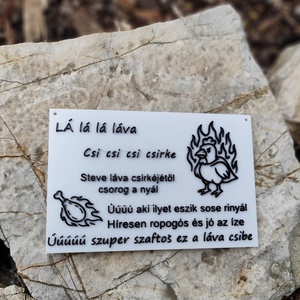 LÁ lá lá láva
Csi csi csi csirke
Steve láva csirkéjétől
csorog a nyál
Úúúú aki ilyet eszik sose rinyál
Híresen ropogós és jó az íze
Úúúúú szuper szaftos ez a láva csibe